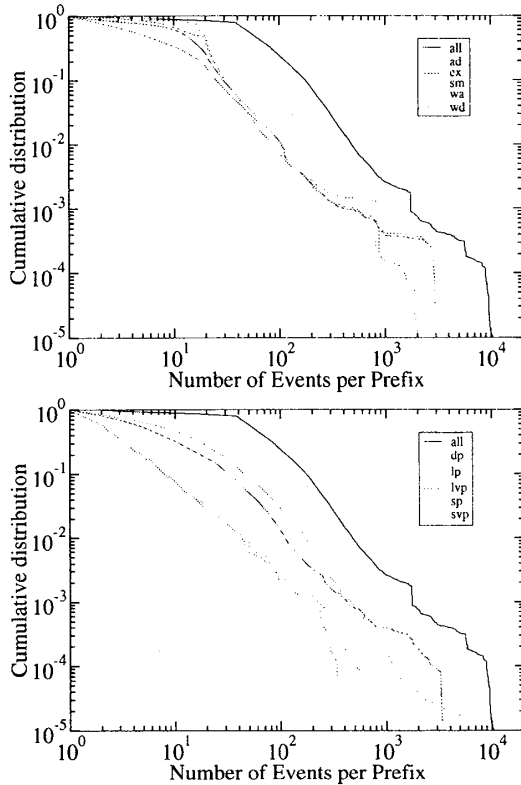 10^0
10^-1
10^-2
10^-3
10^-4
10^-5
Cumulative distribution
all
ad
cx
sm
wa
wd
10^0 10^1 10^2 10^3 10^4
Number of Events per Prefix
10^0
10^-1
10^-2
10^-3
10^-4
10^-5
Cumulative distribution
all
dp
lp
lvp
sp
svp
10^0 10^1 10^2 10^3 10^4
Number of Events per Prefix